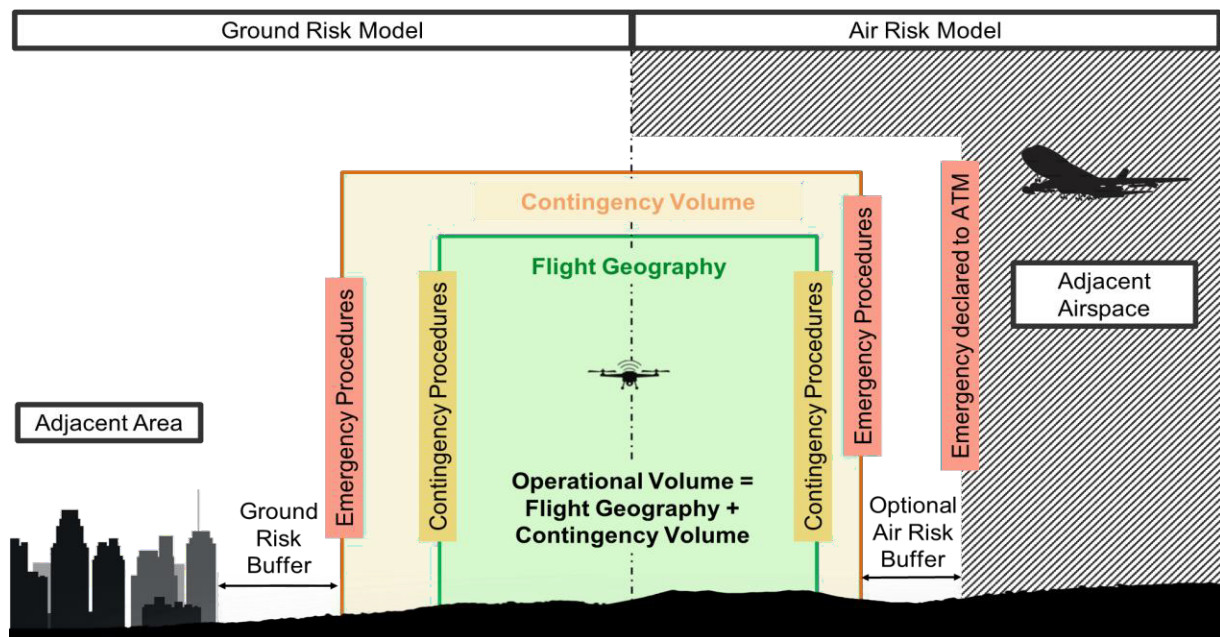 Ground Risk Model
Air Risk Model
Contingency Volume
Flight Geography
Emergency Procedures
Contingency Procedures
Contingency Procedures
Emergency Procedures
Emergency declared to ATM
Adjacent
Airspace
Adjacent Area
Ground
Risk
Buffer
Operational Volume =
Flight Geography +
Contingency Volume
Optional
Air Risk
Buffer